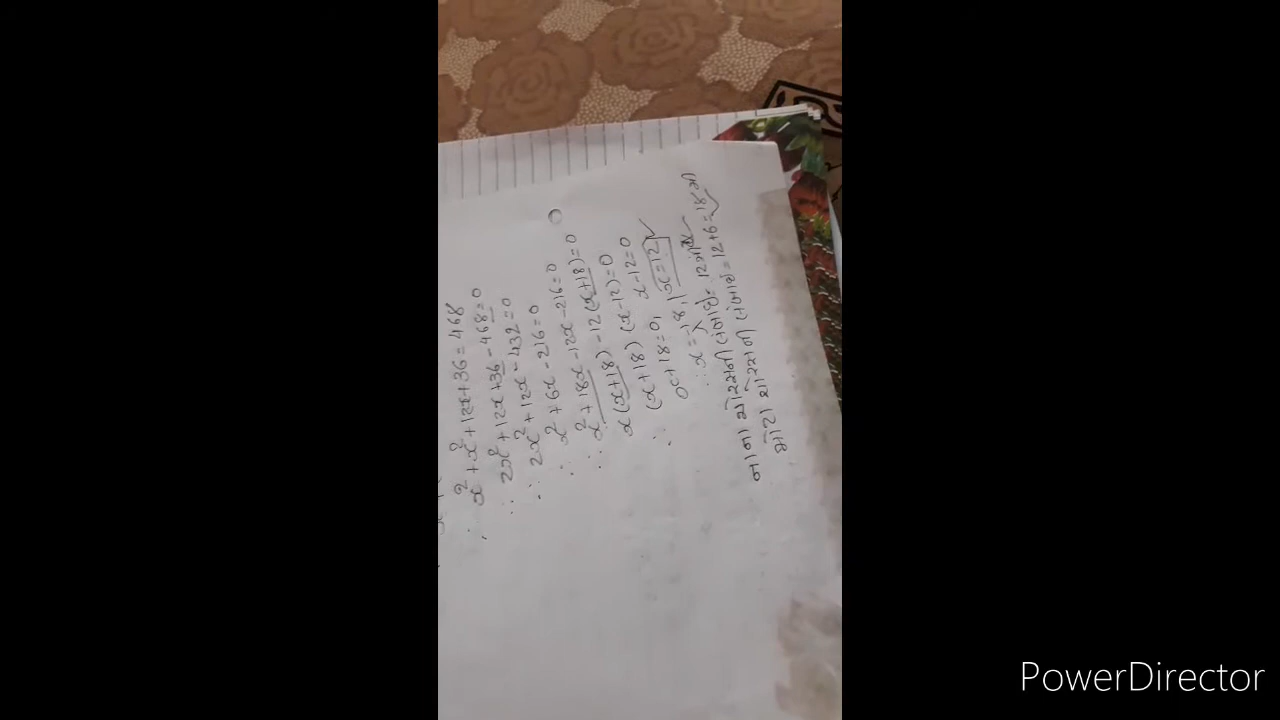 x² + x² + 12x + 36 = 468
∴ 2x² + 12x + 36 - 468 = 0
∴ 2x² + 12x - 432 = 0
∴ x² + 6x - 216 = 0
∴ x² + 18x - 12x - 216 = 0
x(x+18) - 12(x+18) = 0
∴ (x+18) (x-12) = 0
x+18=0, x-12=0
∴ x = -18, x=12
નાના ચોરસની લંબાઈ = 12 મી
મોટા ચોરસની લંબાઈ = 12+6 = 18 મી
PowerDirector